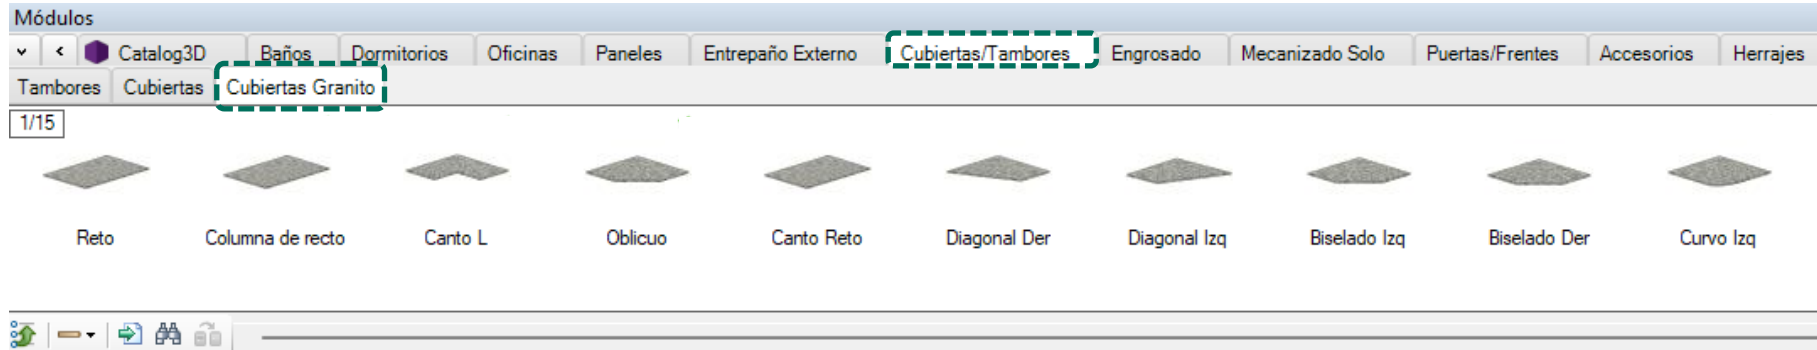 Módulos
Catalog3D Baños Dormitorios Oficinas Paneles Entrepaño Externo Cubiertas/Tambores Engrosado Mecanizado Solo Puertas/Frentes Accesorios Herrajes
Tambores Cubiertas Cubiertas Granito
1/15
Reto Columna de recto Canto L Oblicuo Canto Reto Diagonal Der Diagonal Izq Biselado Izq Biselado Der Curvo Izq